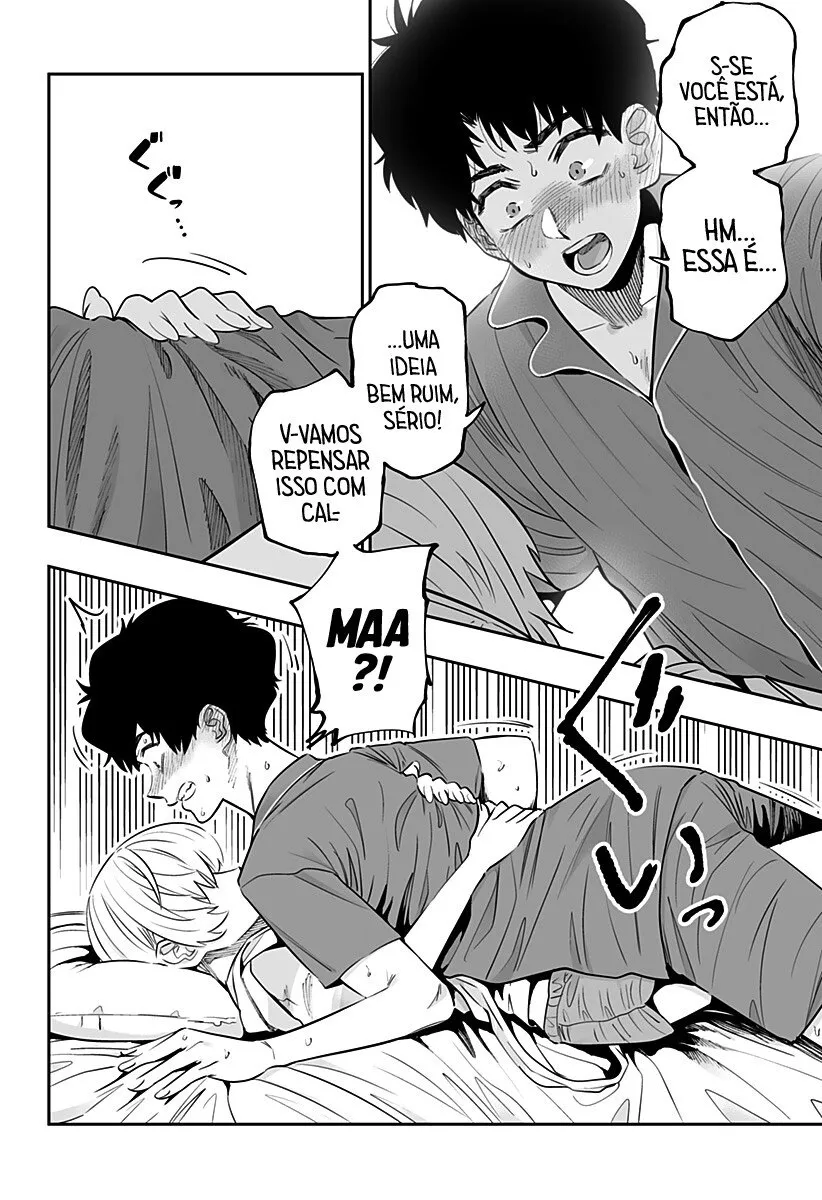 S-SE
VOCÊ ESTÁ,
ENTÃO...
HM...
ESSA É...
ぐっ
ぐぐ…
...UMA
IDEIA
BEM RUIM,
SÉRIO!
V-VAMOS
REPENSAR
ISSO COM
CAL-
MAA
?!
ぐいっ